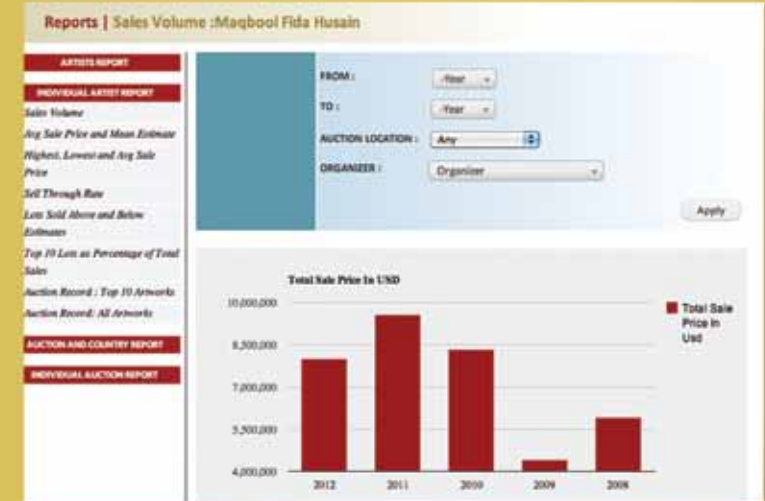 Reports | Sales Volume :Maqbool Fida Husain
ARTISTS REPORT
INDIVIDUAL ARTIST REPORT
Sales Volume
Avg Sale Price and Mean Estimate
Highest, Lowest and Avg Sale
Price
Sell Through Rate
Lots Sold Above and Below
Estimates
Top 10 Lots as Percentage of Total
Sales
Auction Record : Top 10 Artworks
Auction Record: All Artworks
AUCTION AND COUNTRY REPORT
INDIVIDUAL AUCTION REPORT
FROM :
-Year
TO :
-Year
AUCTION LOCATION :
Any
ORGANIZER :
Organizer
Apply
Total Sale Price In USD
10,000,000
8,500,000
7,000,000
5,500,000
4,000,000
2012
2011
2010
2009
2008
Total Sale
Price In
Usd